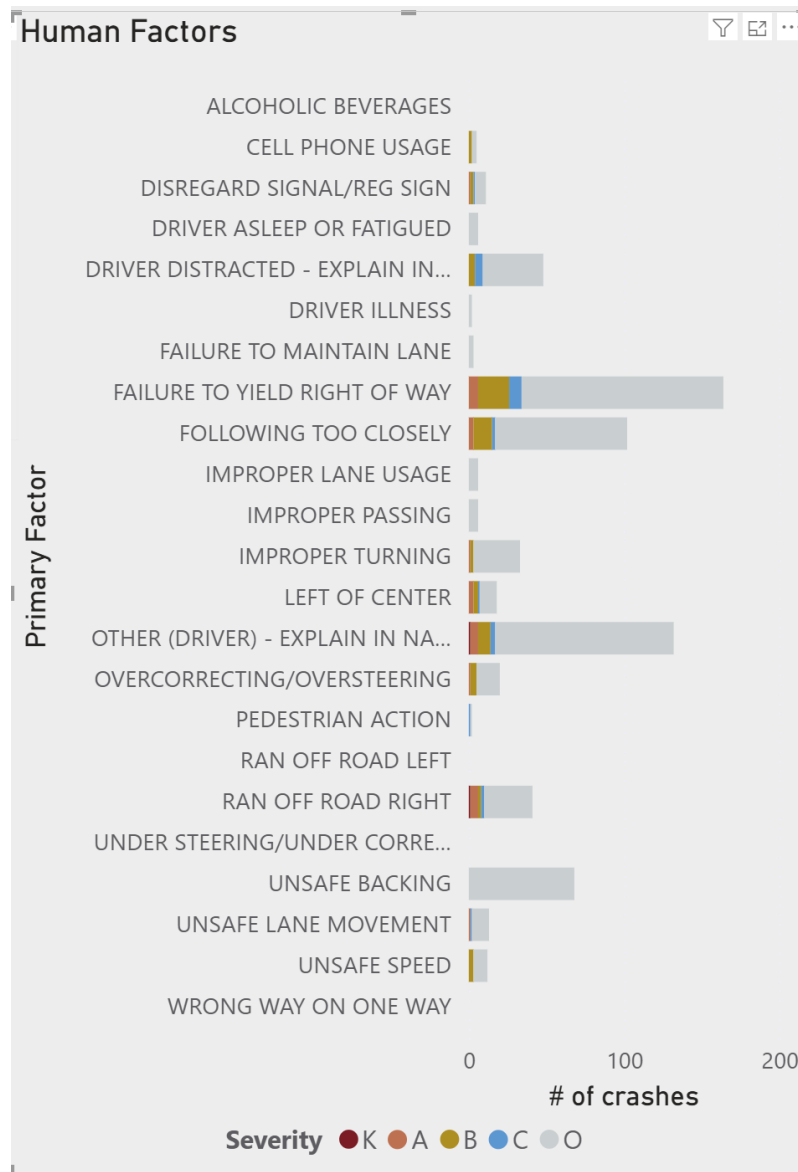 Human Factors
ALCOHOLIC BEVERAGES
CELL PHONE USAGE
DISREGARD SIGNAL/REG SIGN
DRIVER ASLEEP OR FATIGUED
DRIVER DISTRACTED - EXPLAIN IN...
DRIVER ILLNESS
FAILURE TO MAINTAIN LANE
FAILURE TO YIELD RIGHT OF WAY
FOLLOWING TOO CLOSELY
IMPROPER LANE USAGE
IMPROPER PASSING
IMPROPER TURNING
LEFT OF CENTER
OTHER (DRIVER) - EXPLAIN IN NA...
OVERCORRECTING/OVERSTEERING
PEDESTRIAN ACTION
RAN OFF ROAD LEFT
RAN OFF ROAD RIGHT
UNDER STEERING/UNDER CORRE...
UNSAFE BACKING
UNSAFE LANE MOVEMENT
UNSAFE SPEED
WRONG WAY ON ONE WAY
Primary Factor
0 100 200
# of crashes
Severity K A B C O